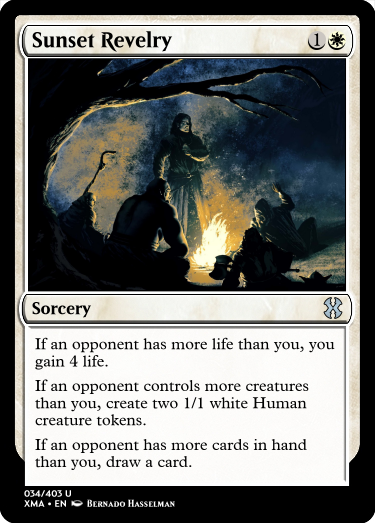 Sunset Revelry
1
Sorcery
If an opponent has more life than you, you
gain 4 life.
If an opponent controls more creatures
than you, create two 1/1 white Human
creature tokens.
If an opponent has more cards in hand
than you, draw a card.
034/403 U
XMA • EN Bernado Hasselman